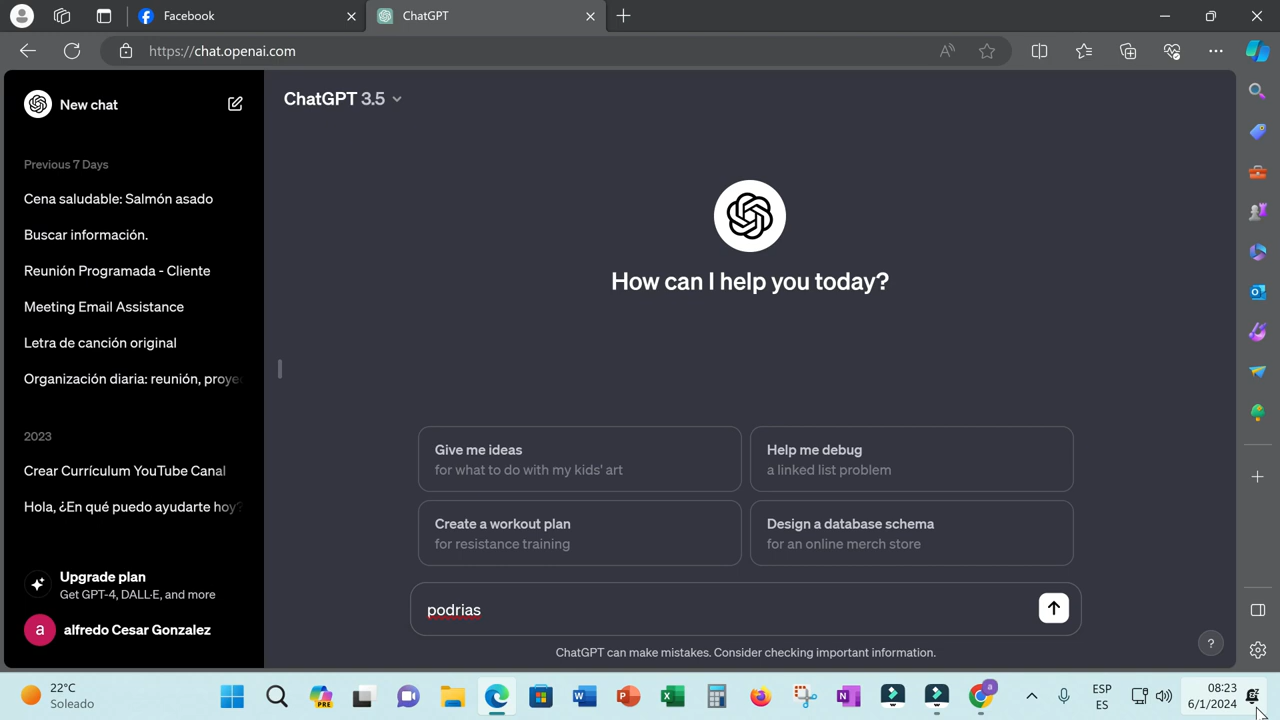 Facebook
ChatGPT
https://chat.openai.com
New chat
Previous 7 Days
Cena saludable: Salmón asado
Buscar información.
Reunión Programada - Cliente
Meeting Email Assistance
Letra de canción original
Organización diaria: reunión, proye
2023
Crear Currículum YouTube Canal
Hola, ¿En qué puedo ayudarte hoy?
Upgrade plan
Get GPT-4, DALL·E, and more
a alfredo Cesar Gonzalez
ChatGPT 3.5
How can I help you today?
Give me ideas
for what to do with my kids' art
Help me debug
a linked list problem
Create a workout plan
for resistance training
Design a database schema
for an online merch store
podrias
ChatGPT can make mistakes. Consider checking important information.
?
22°C
Soleado
PRE
a
ESP
ES
08:23
6/1/2024